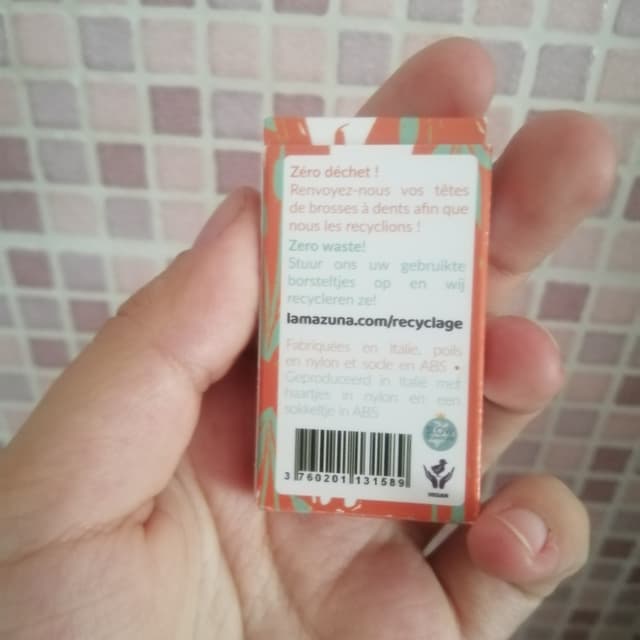 Zéro déchet !
Renvoyez-nous vos têtes
de brosses à dents afin que
nous les recyclions !
Zero waste!
Stuur ons uw gebruikte
borsteltjes op en wij
recycleren ze!
lamazuna.com/recyclage
Fabriquées en Italie, poils
en nylon et socle en ABS •
Geproduceerd in Italië met
haartjes in nylon en een
sokkeltje in ABS
3 760201 131589
VEGAN